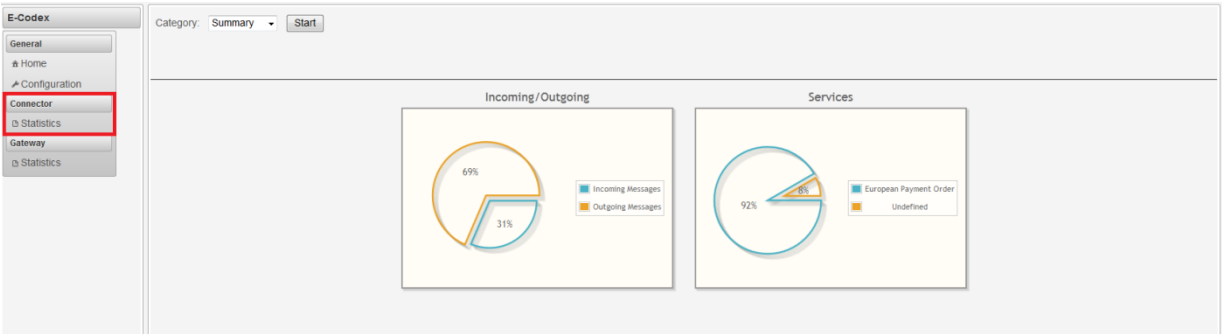 E-Codex
General
Home
Configuration
Connector
Statistics
Gateway
Statistics
Category: Summary Start
Incoming/Outgoing
69%
31%
Incoming Messages
Outgoing Messages
Services
92%
8%
European Payment Order
Undefined